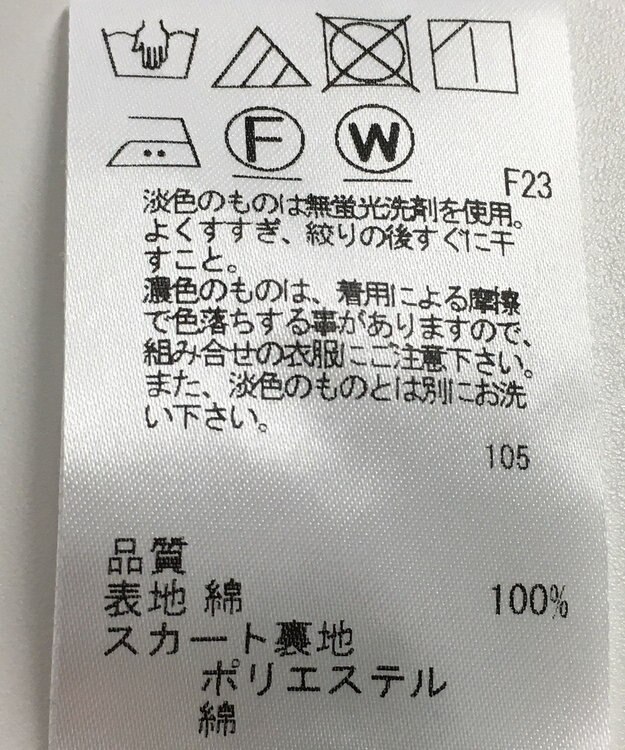 F W
F23
淡色のものは無蛍光洗剤を使用。
よくすすぎ、絞りの後すぐに干
すこと。
濃色のものは、着用による摩擦
で色落ちする事がありますので、
組み合せの衣服にご注意下さい。
また、淡色のものとは別にお洗
い下さい。
105
品質
表地 綿 100%
スカート裏地
ポリエステル
綿